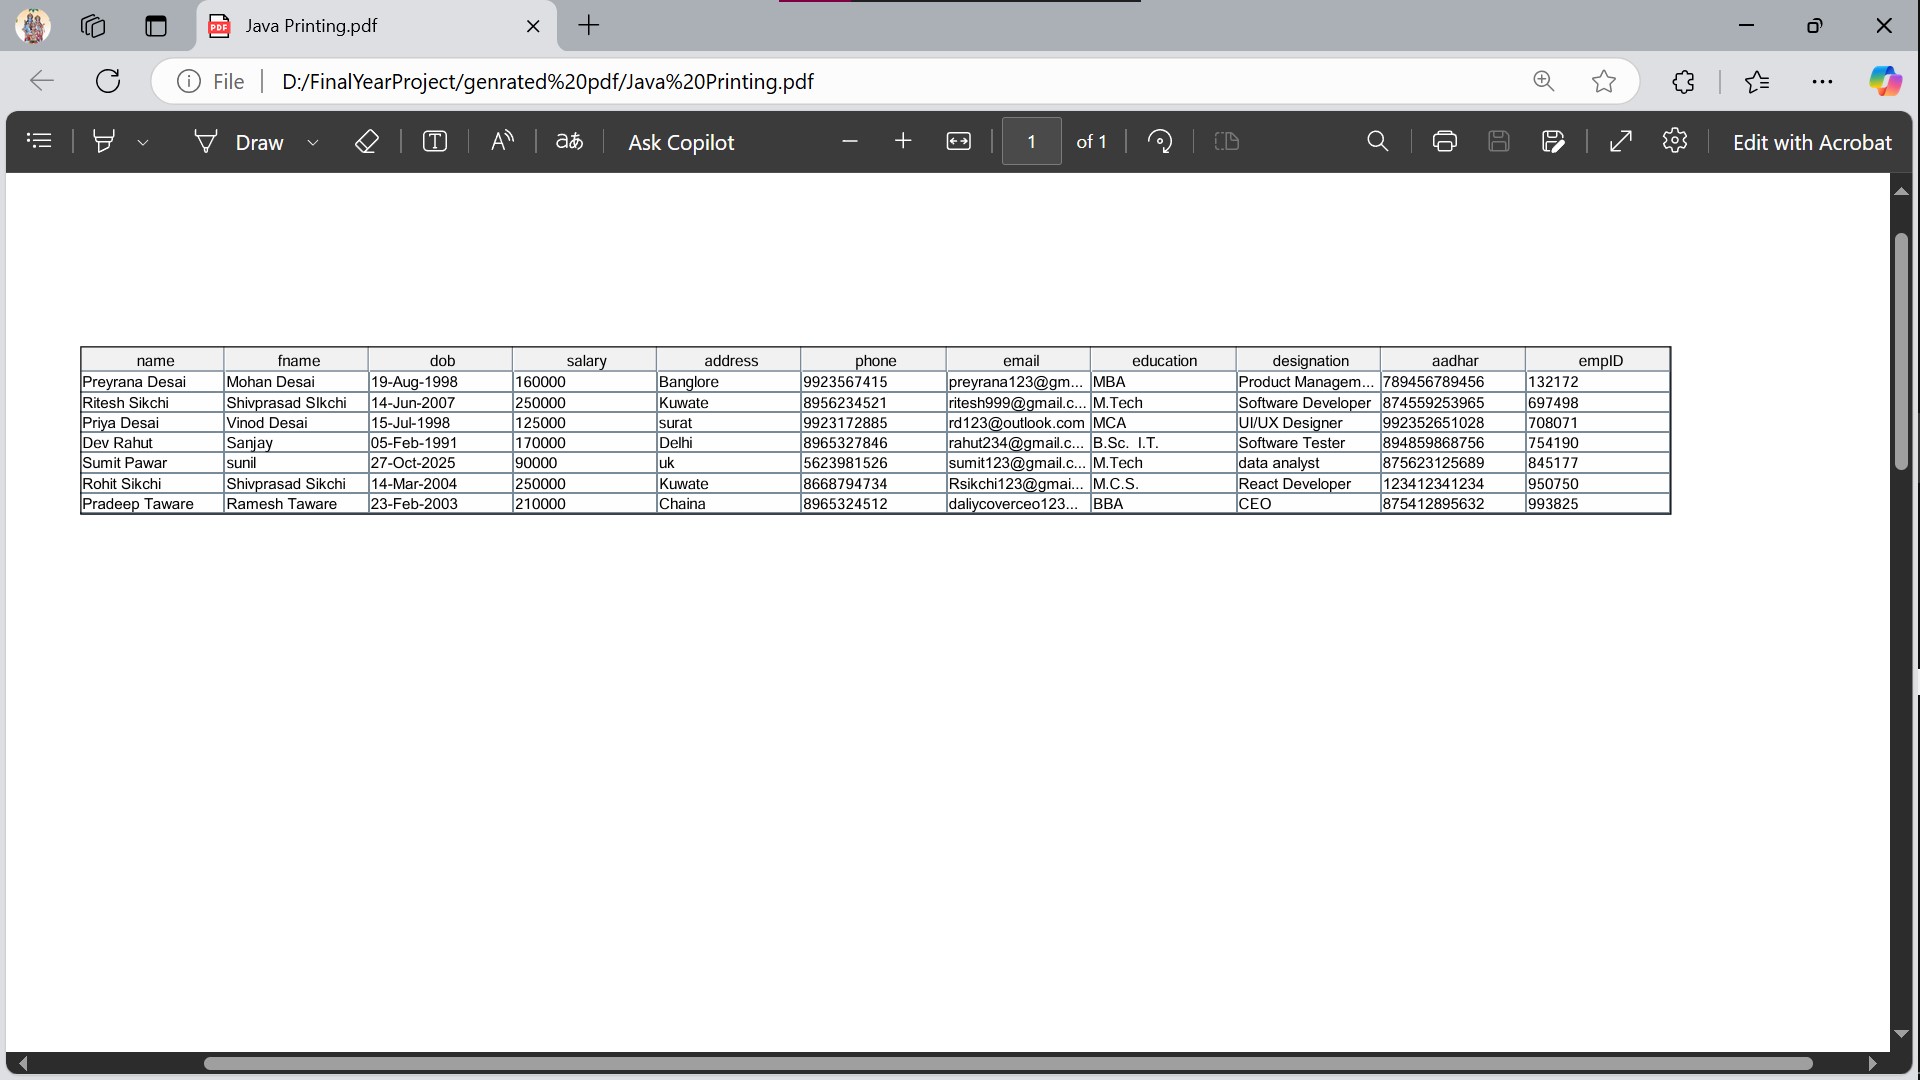 Java Printing.pdf
File D:/FinalYearProject/genrated%20pdf/Java%20Printing.pdf
Draw Ask Copilot 1 of 1 Edit with Acrobat
name fname dob salary address phone email education designation aadhar empID
Preyrana Desai Mohan Desai 19-Aug-1998 160000 Banglore 9923567415 preyrana123@gm... MBA Product Managem... 789456789456 132172
Ritesh Sikchi Shivprasad SIkchi 14-Jun-2007 250000 Kuwate 8956234521 ritesh999@gmail.c... M.Tech Software Developer 874559253965 697498
Priya Desai Vinod Desai 15-Jul-1998 125000 surat 9923172885 rd123@outlook.com MCA UI/UX Designer 992352651028 708071
Dev Rahut Sanjay 05-Feb-1991 170000 Delhi 8965327846 rahut234@gmail.c... B.Sc. I.T. Software Tester 894859868756 754190
Sumit Pawar sunil 27-Oct-2025 90000 uk 5623981526 sumit123@gmail.c... M.Tech data analyst 875623125689 845177
Rohit Sikchi Shivprasad Sikchi 14-Mar-2004 250000 Kuwate 8668794734 Rsikchi123@gmai... M.C.S. React Developer 123412341234 950750
Pradeep Taware Ramesh Taware 23-Feb-2003 210000 Chaina 8965324512 daliycoverceo123... BBA CEO 875412895632 993825